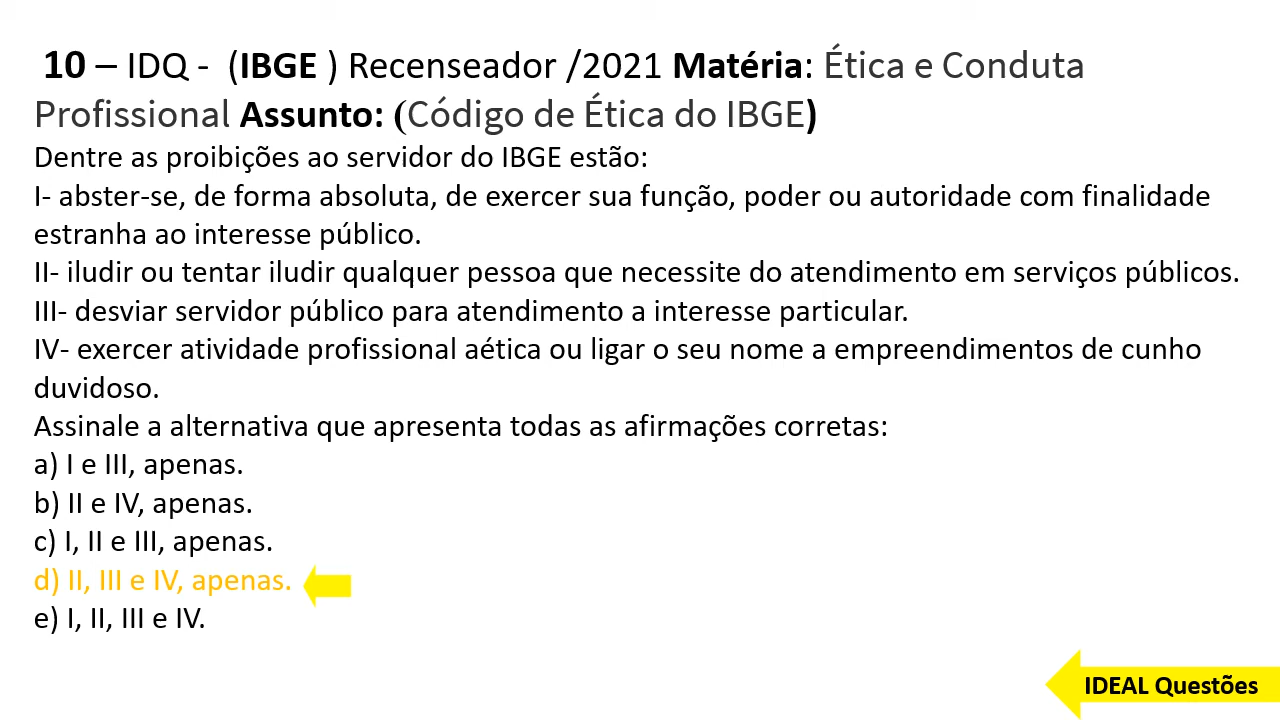 10 – IDQ - (IBGE ) Recenseador /2021 Matéria: Ética e Conduta
Profissional Assunto: (Código de Ética do IBGE)
Dentre as proibições ao servidor do IBGE estão:
I- abster-se, de forma absoluta, de exercer sua função, poder ou autoridade com finalidade
estranha ao interesse público.
II- iludir ou tentar iludir qualquer pessoa que necessite do atendimento em serviços públicos.
III- desviar servidor público para atendimento a interesse particular.
IV- exercer atividade profissional aética ou ligar o seu nome a empreendimentos de cunho
duvidoso.
Assinale a alternativa que apresenta todas as afirmações corretas:
a) I e III, apenas.
b) II e IV, apenas.
c) I, II e III, apenas.
d) II, III e IV, apenas.
e) I, II, III e IV.
IDEAL Questões